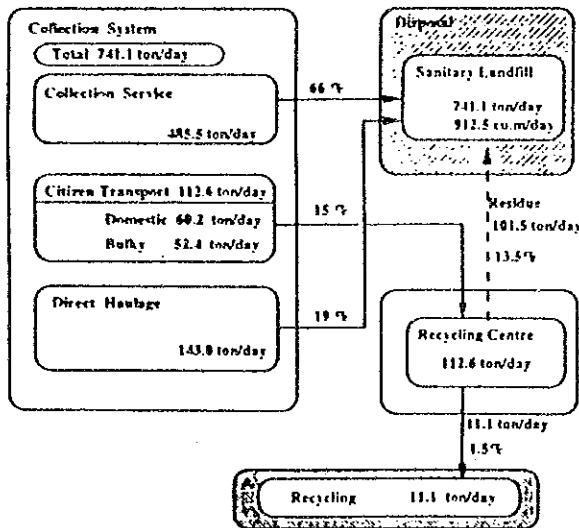 Collection System
Total 741.1 ton/day
Collection Service
485.5 ton/day
Citizen Transport 112.6 ton/day
Domestic 60.2 ton/day
Bulky 52.4 ton/day
Direct Haulage
143.0 ton/day
66 %
15 %
19 %
Disposal
Sanitary Landfill
741.1 ton/day
912.5 cu.m/day
Residue
101.5 ton/day
13.5 %
Recycling Centre
112.6 ton/day
11.1 ton/day
1.5 %
Recycling 11.1 ton/day